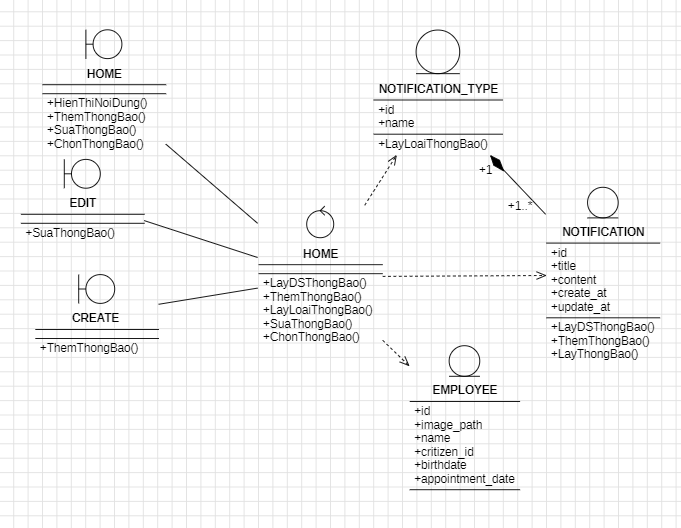 HOME
+HienThiNoiDung()
+ThemThongBao()
+SuaThongBao()
+ChonThongBao()
EDIT
+SuaThongBao()
CREATE
+ThemThongBao()
HOME
+LayDSThongBao()
+ThemThongBao()
+LayLoaiThongBao()
+SuaThongBao()
+ChonThongBao()
NOTIFICATION_TYPE
+id
+name
+LayLoaiThongBao()
+1
+1..*
NOTIFICATION
+id
+title
+content
+create_at
+update_at
+LayDSThongBao()
+ThemThongBao()
+LayThongBao()
EMPLOYEE
+id
+image_path
+name
+critizen_id
+birthdate
+appointment_date